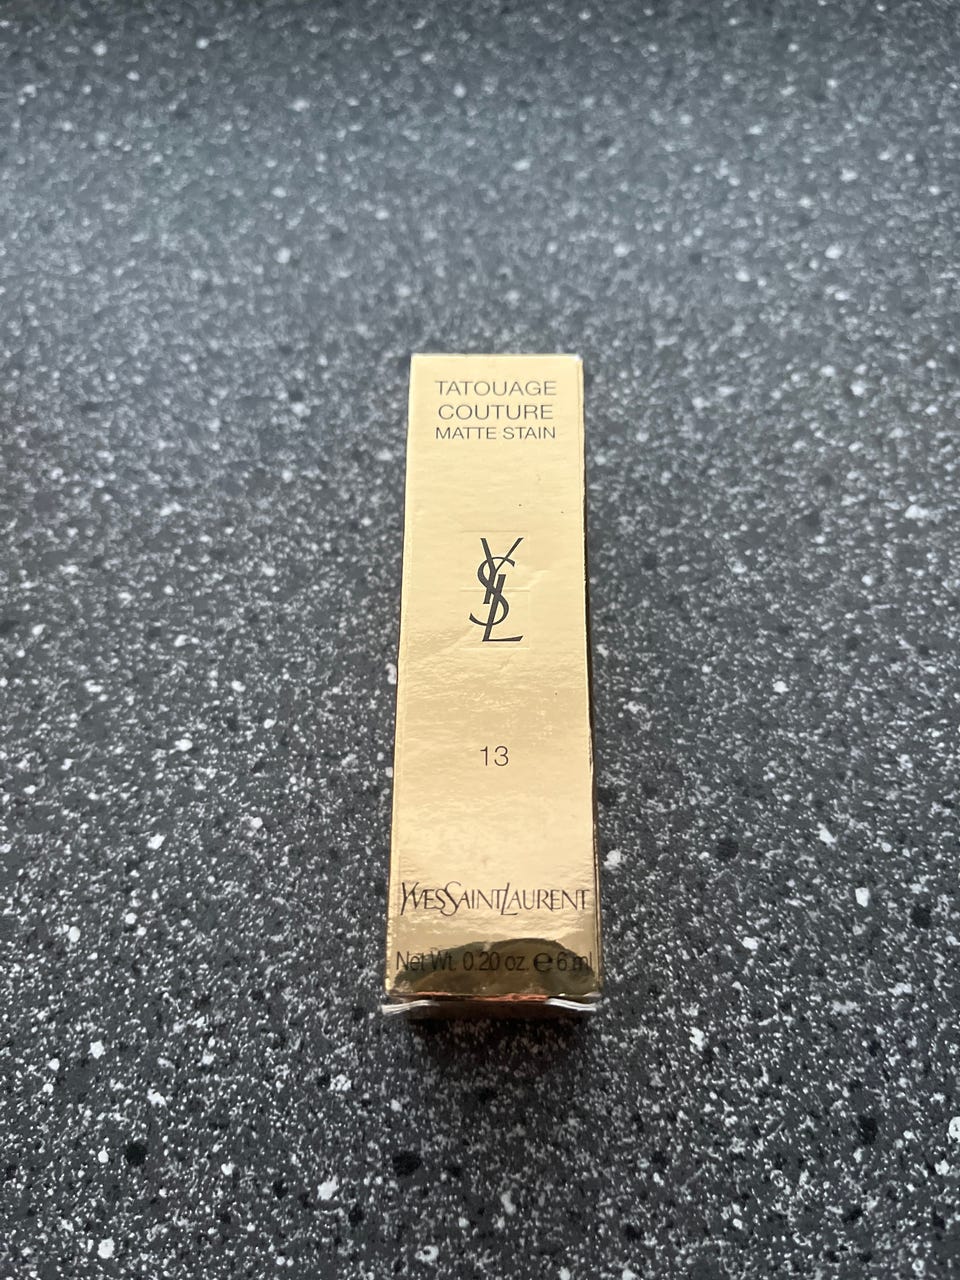 TATOUAGE
COUTURE
MATTE STAIN
YSL
13
YVESSAINTLAURENT
Net Wt. 0.20 oz. ℮ 6 ml